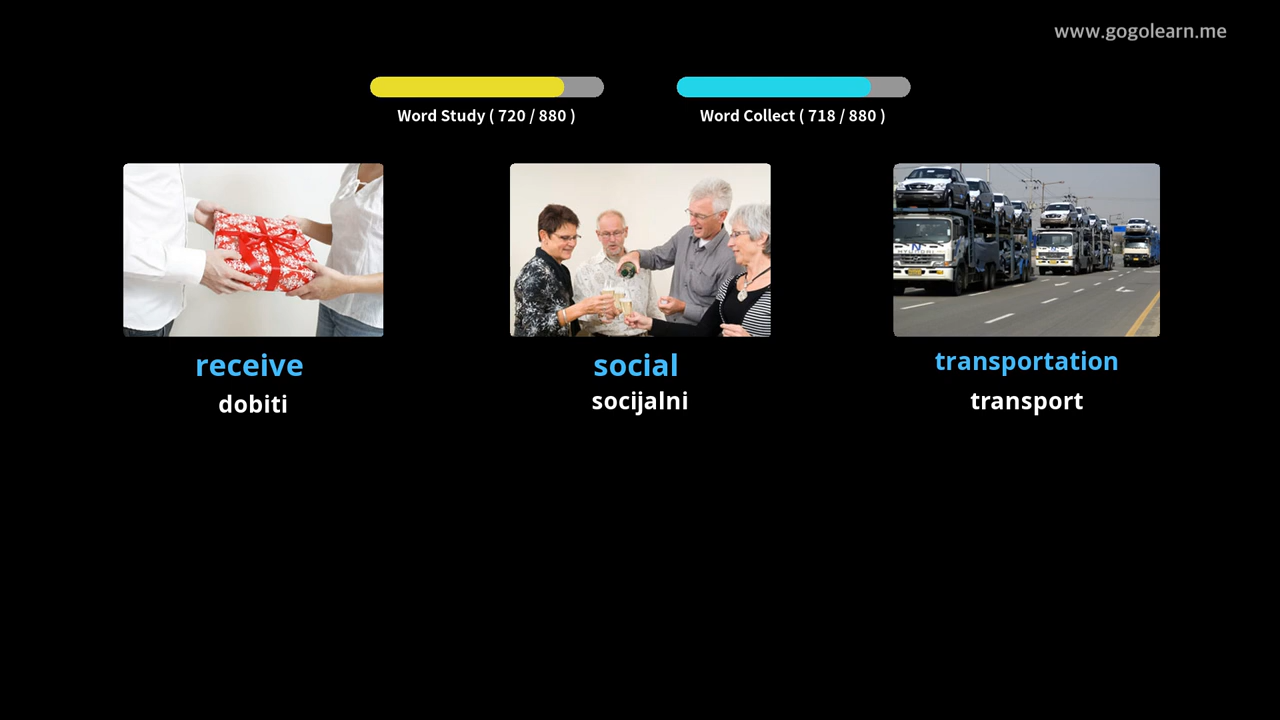 www.gogolearn.me
Word Study ( 720 / 880 )
Word Collect ( 718 / 880 )
receive
social
transportation
dobiti
socijalni
transport